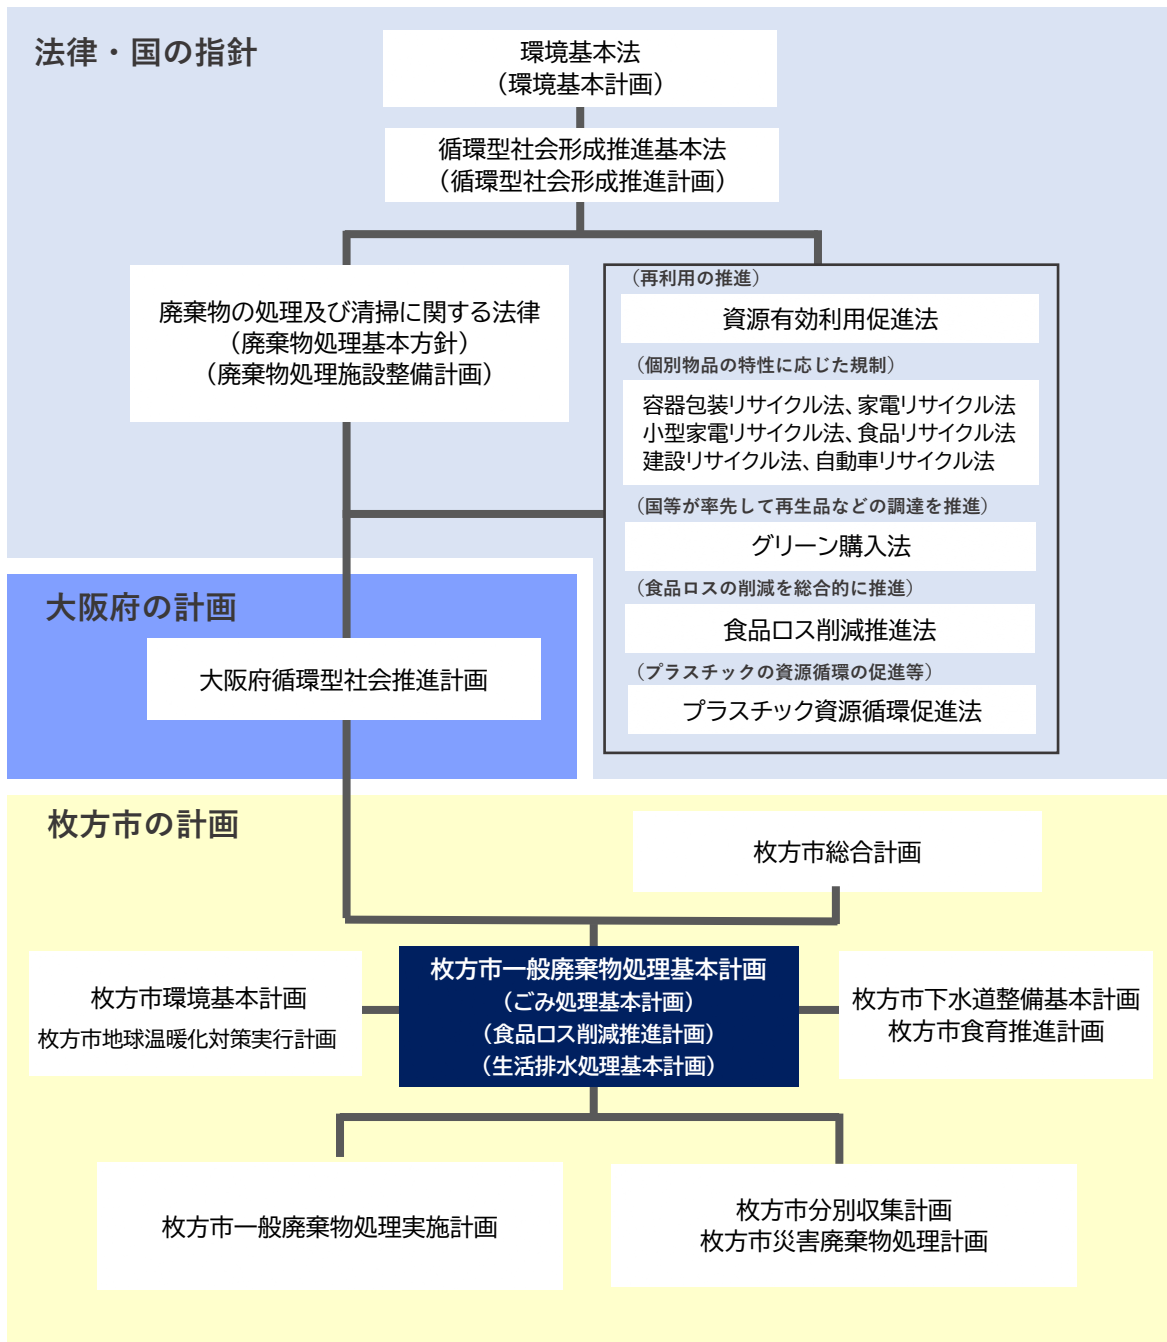 法律・国の指針
環境基本法
（環境基本計画）
循環型社会形成推進基本法
（循環型社会形成推進計画）
廃棄物の処理及び清掃に関する法律
（廃棄物処理基本方針）
（廃棄物処理施設整備計画）
（再利用の推進）
資源有効利用促進法
（個別物品の特性に応じた規制）
容器包装リサイクル法、家電リサイクル法
小型家電リサイクル法、食品リサイクル法
建設リサイクル法、自動車リサイクル法
（国等が率先して再生品などの調達を推進）
グリーン購入法
（食品ロスの削減を総合的に推進）
食品ロス削減推進法
（プラスチックの資源循環の促進等）
プラスチック資源循環促進法
大阪府の計画
大阪府循環型社会推進計画
枚方市の計画
枚方市総合計画
枚方市一般廃棄物処理基本計画
（ごみ処理基本計画）
（食品ロス削減推進計画）
（生活排水処理基本計画）
枚方市環境基本計画
枚方市地球温暖化対策実行計画
枚方市下水道整備基本計画
枚方市食育推進計画
枚方市一般廃棄物処理実施計画
枚方市分別収集計画
枚方市災害廃棄物処理計画